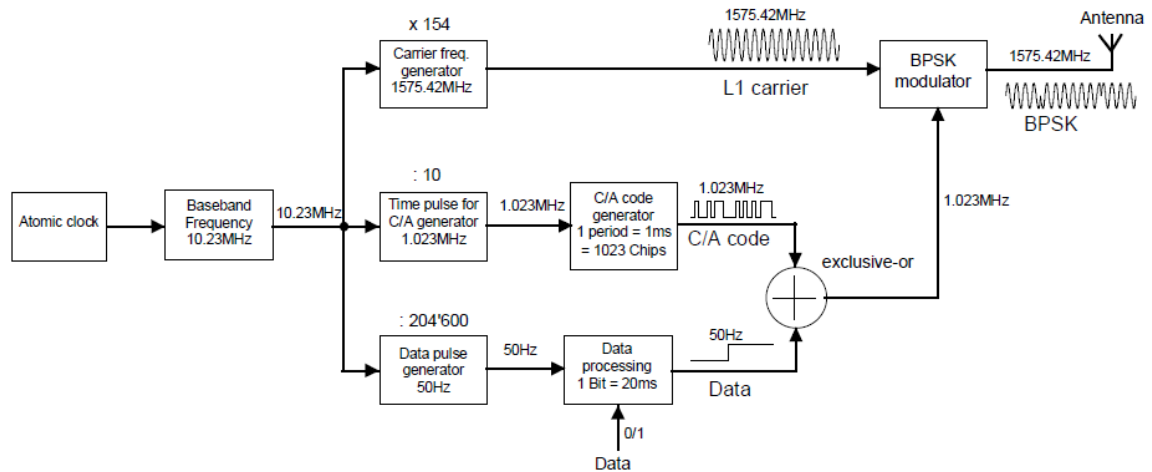 x 154
Carrier freq.
generator
1575.42MHz
1575.42MHz
L1 carrier
BPSK
modulator
Antenna
1575.42MHz
BPSK
Atomic clock
Baseband
Frequency
10.23MHz
10.23MHz
: 10
Time pulse for
C/A generator
1.023MHz
1.023MHz
C/A code
generator
1 period = 1ms
= 1023 Chips
1.023MHz
C/A code
exclusive-or
1.023MHz
: 204'600
Data pulse
generator
50Hz
50Hz
Data
processing
1 Bit = 20ms
50Hz
Data
0/1
Data